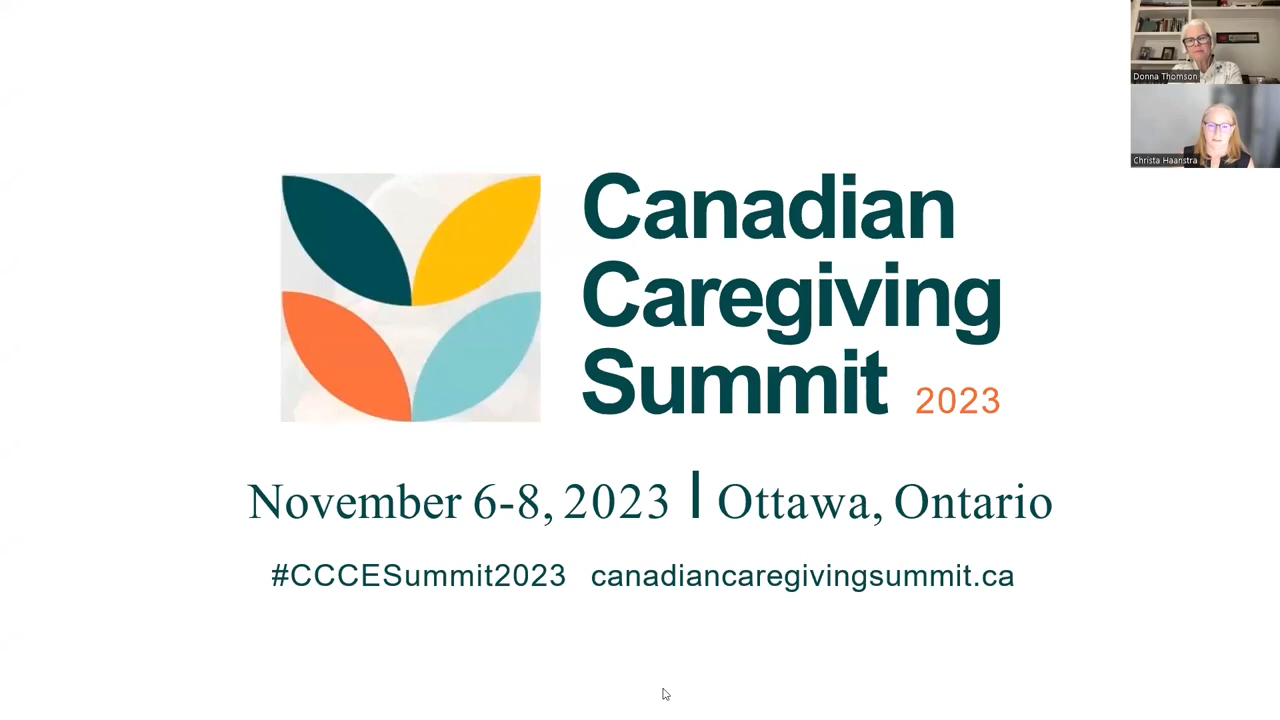 Canadian
Caregiving
Summit 2023
November 6-8, 2023 | Ottawa, Ontario
#CCCESummit2023 canadiancaregivingsummit.ca
Donna Thomson
Christa Haanstra